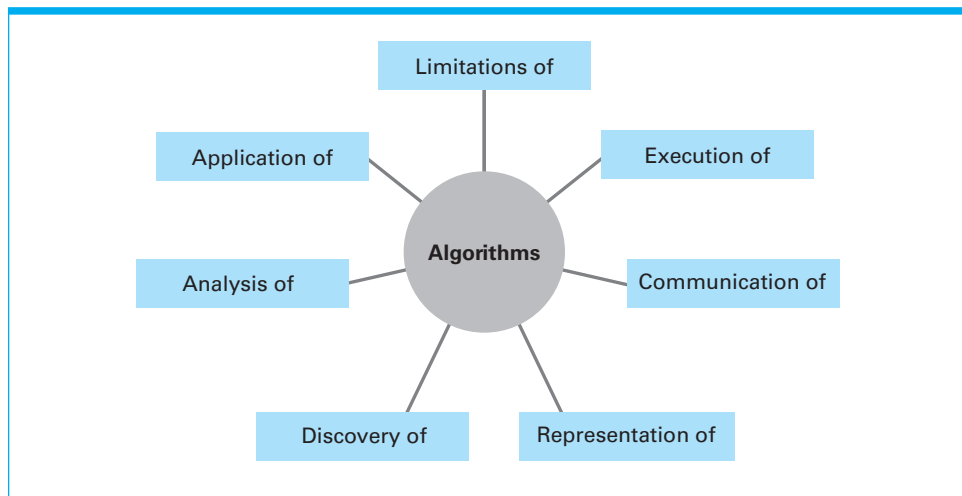 Limitations of
Application of
Execution of
Algorithms
Analysis of
Communication of
Discovery of
Representation of